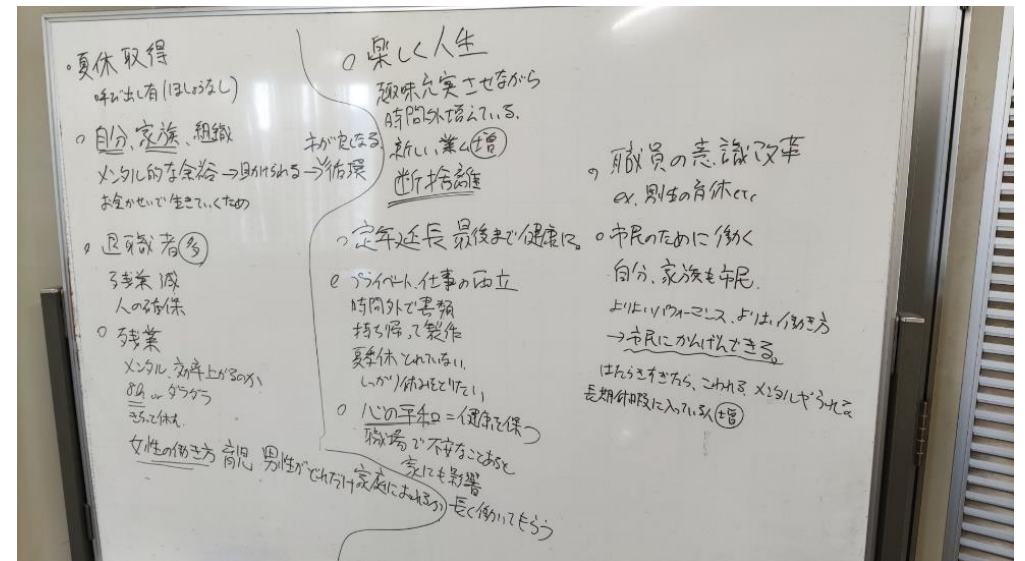 ・夏休取得
呼び出し有(ほしょうなし)
○自分、家族、組織
メンタル的な余裕→助けられる→循環
お金かせいで生きていくため
○退職者(多)
残業減
人の確保
○残業
メンタル、効率上がるのか、
8h or ダラダラ
きちっと休む
女性の働き方 育児 男性がどれだけ家庭におれるか
○楽しく人生
趣味充実させながら
時間外増えている。
新しい業ム(増)
断捨離
○定年延長 最後まで健康に。
○プライベート、仕事の両立
時間外で書類
持ち帰って製作
夏季休とれていない。
しっかり休みをとりたい
○心の平和=健康を保つ
職場で不安なことあると
家にも影響
長く働いてもらう
○職員の意識改革
ex. 男性の育休etc
○市民のために働く
自分、家族も市民。
よりよいパフォーマンス、よりよい働き方
→市民にかんげんできる。
はたらきすぎたら、こわれる メンタルやられて
長期休暇に入っている人(増)